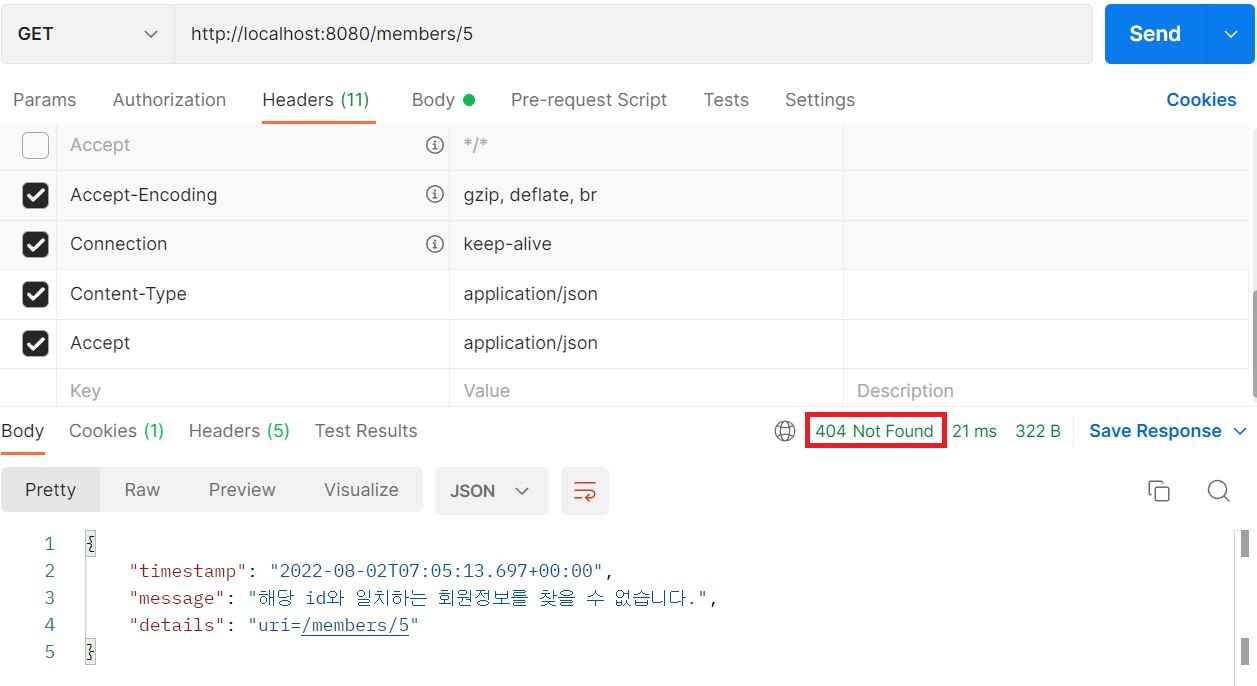 GET http://localhost:8080/members/5 Send
Params Authorization Headers (11) Body Pre-request Script Tests Settings Cookies
Accept */*
Accept-Encoding gzip, deflate, br
Connection keep-alive
Content-Type application/json
Accept application/json
Key Value Description
Body Cookies (1) Headers (5) Test Results 404 Not Found 21 ms 322 B Save Response
Pretty Raw Preview Visualize JSON
1 {
2 "timestamp": "2022-08-02T07:05:13.697+00:00",
3 "message": "해당 id와 일치하는 회원정보를 찾을 수 없습니다.",
4 "details": "uri=/members/5"
5 }